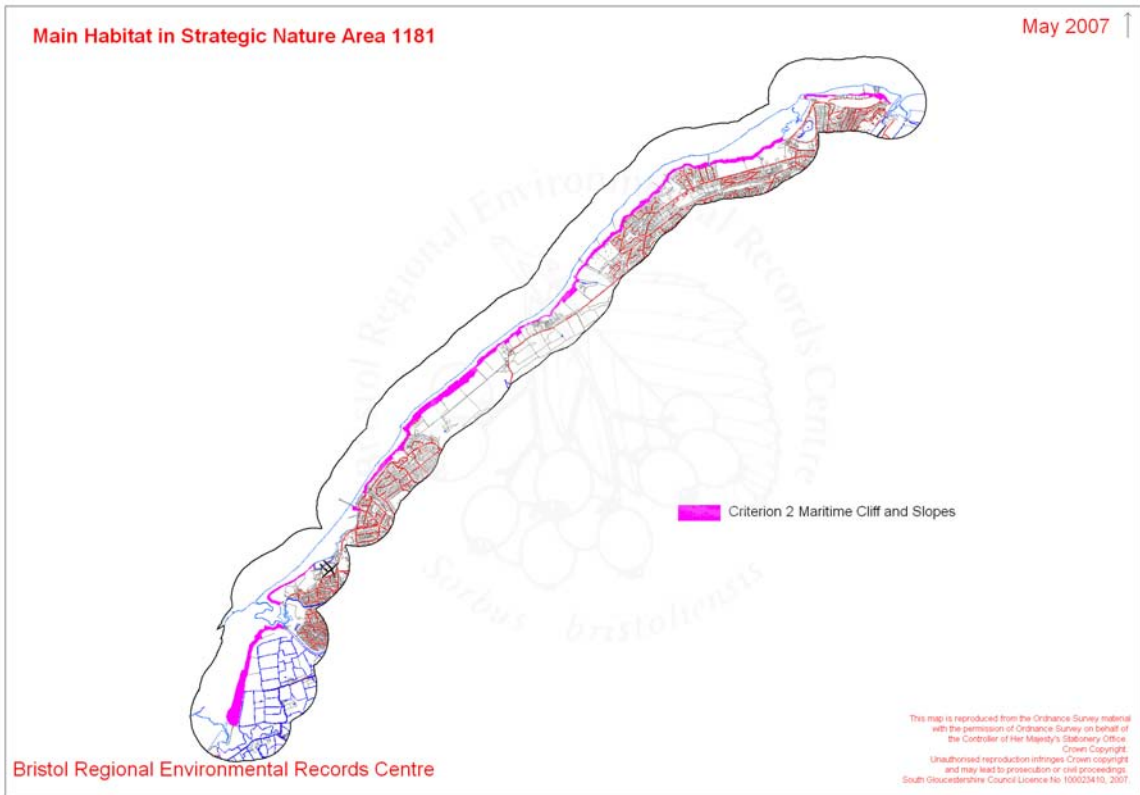 Main Habitat in Strategic Nature Area 1181
May 2007
Bristol Regional Environmental Records Centre
Sorbus bristoliensis
Criterion 2 Maritime Cliff and Slopes
This map is reproduced from the Ordnance Survey material
with the permission of Ordnance Survey on behalf of
the Controller of Her Majesty's Stationery Office.
Crown Copyright.
Unauthorised reproduction infringes Crown copyright
and may lead to prosecution or civil proceedings.
South Gloucestershire Council Licence No 100023410, 2007.
Bristol Regional Environmental Records Centre